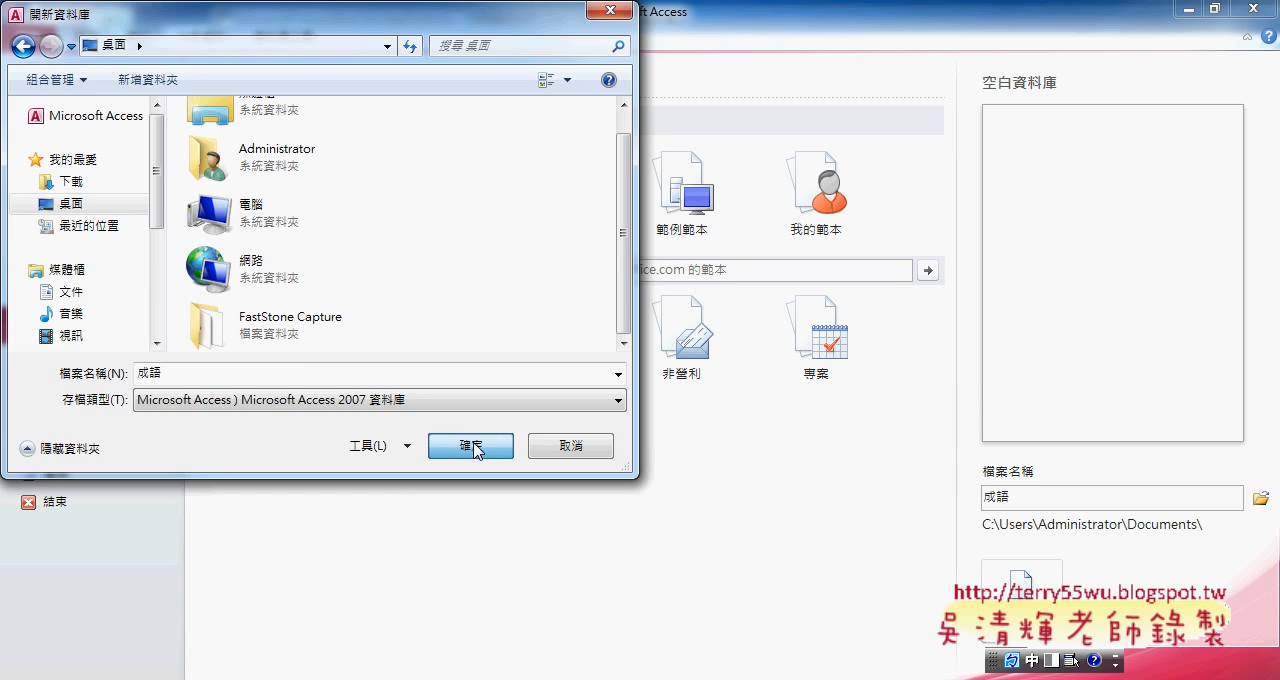 開新資料庫
ft Access
桌面
搜尋 桌面
組合管理
新增資料夾
Microsoft Access
我的最愛
下載
桌面
最近的位置
媒體櫃
文件
音樂
視訊
系統資料夾
Administrator
系統資料夾
電腦
系統資料夾
網路
系統資料夾
FastStone Capture
檔案資料夾
檔案名稱(N):
成語
存檔類型(T):
Microsoft Access ) Microsoft Access 2007 資料庫
隱藏資料夾
工具(L)
確定
取消
結束
範例範本
我的範本
ice.com 的範本
非營利
專案
空白資料庫
檔案名稱
成語
C:\Users\Administrator\Documents\
http://terry55wu.blogspot.tw
吳清輝老師錄製
中